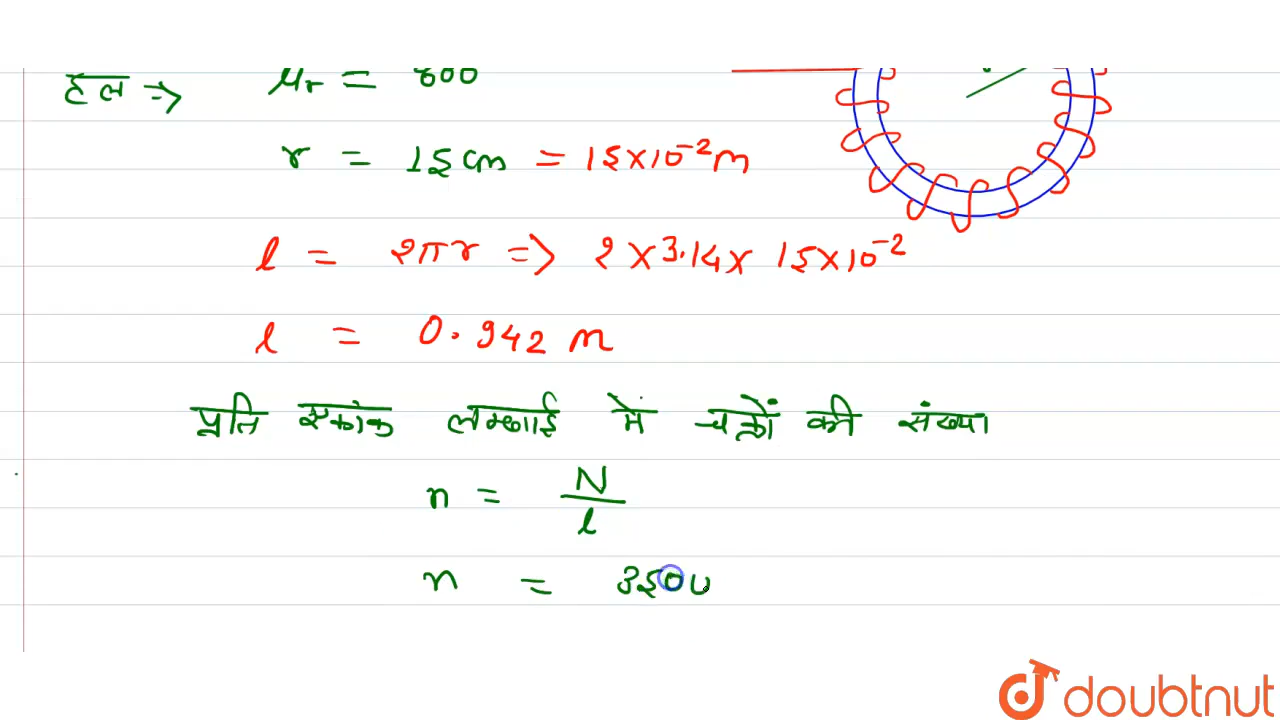 हल ⇒ μr = 800
r = 15 cm = 15×10⁻² m
l = 2πr ⇒ 2 × 3.14 × 15×10⁻²
l = 0.942 m
प्रति एकांक लम्बाई में चक्रों की संख्या
n = N/l
n = 3500
doubtnut